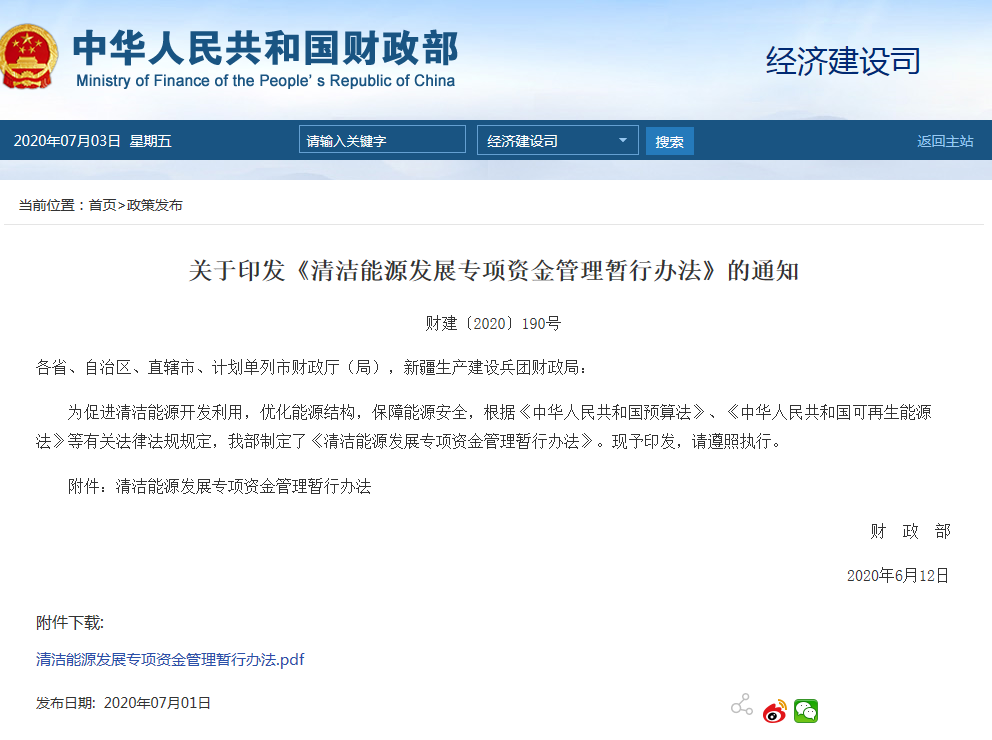 中华人民共和国财政部
Ministry of Finance of the People’s Republic of China
经济建设司
2020年07月03日 星期五
请输入关键字
经济建设司
搜索
返回主站
当前位置：首页>政策发布
关于印发《清洁能源发展专项资金管理暂行办法》的通知
财建〔2020〕190号
各省、自治区、直辖市、计划单列市财政厅（局），新疆生产建设兵团财政局：
为促进清洁能源开发利用，优化能源结构，保障能源安全，根据《中华人民共和国预算法》、《中华人民共和国可再生能源
法》等有关法律法规规定，我部制定了《清洁能源发展专项资金管理暂行办法》。现予印发，请遵照执行。
附件：清洁能源发展专项资金管理暂行办法
财 政 部
2020年6月12日
附件下载:
清洁能源发展专项资金管理暂行办法.pdf
发布日期: 2020年07月01日